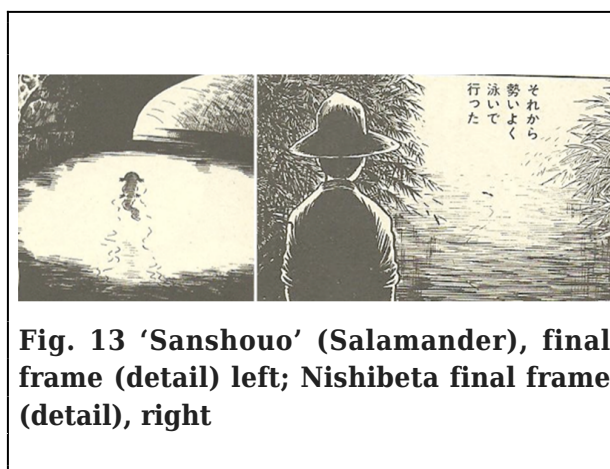 それから
勢いよく
泳いで
行った
Fig. 13 ‘Sanshouo’ (Salamander), final
frame (detail) left; Nishibeta final frame
(detail), right